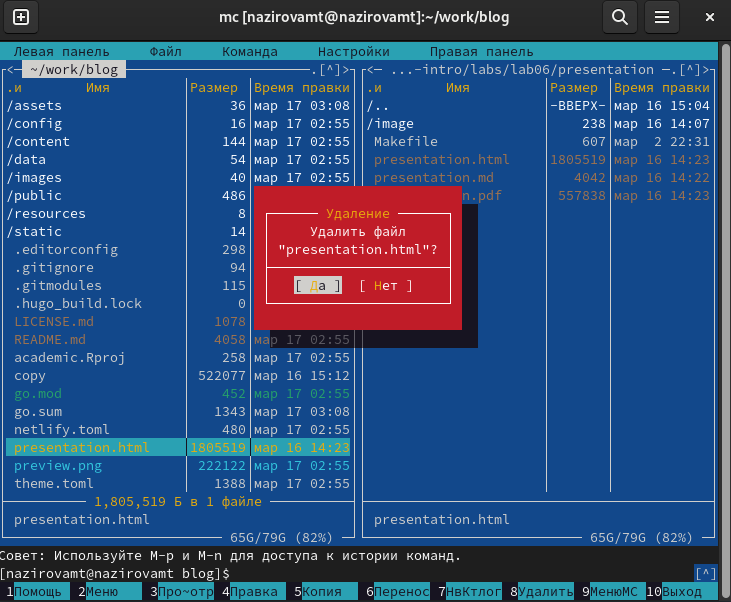 mc [nazirovamt@nazirovamt]:~/work/blog
Левая панель Файл Команда Настройки Правая панель
<─ ~/work/blog ─.[^]>
<─ ...-intro/labs/lab06/presentation ─.[^]>
.и Имя Размер Время правки
.и Имя Размер Время правки
/assets 36 мар 17 03:08
/.. -ВВЕРХ- мар 16 15:04
/config 16 мар 17 02:55
/image 238 мар 16 14:07
/content 144 мар 17 02:55
Makefile 607 мар 2 22:31
/data 54 мар 17 02:55
presentation.html 1805519 мар 16 14:23
/images 40 мар 17 02:55
presentation.md 4042 мар 16 14:22
/public 486
n.pdf 557838 мар 16 14:23
/resources 8
/static 14
.editorconfig 298
.gitignore 94
.gitmodules 115
.hugo_build.lock 0
LICENSE.md 1078
README.md 4058 мар 17 02:55
academic.Rproj 258 мар 17 02:55
copy 522077 мар 16 15:12
go.mod 452 мар 17 02:55
go.sum 1343 мар 17 03:08
netlify.toml 480 мар 17 02:55
presentation.html 1805519 мар 16 14:23
preview.png 222122 мар 17 02:55
theme.toml 1388 мар 17 02:55
Удаление
Удалить файл
"presentation.html"?
[ Да ] [ Нет ]
1,805,519 Б в 1 файле
presentation.html
presentation.html
65G/79G (82%)
65G/79G (82%)
Совет: Используйте M-p и M-n для доступа к истории команд.
[nazirovamt@nazirovamt blog]$ [^]
1Помощь 2Меню 3Про~отр 4Правка 5Копия 6Перенос 7НвКтлог 8Удалить 9МенюMC 10Выход